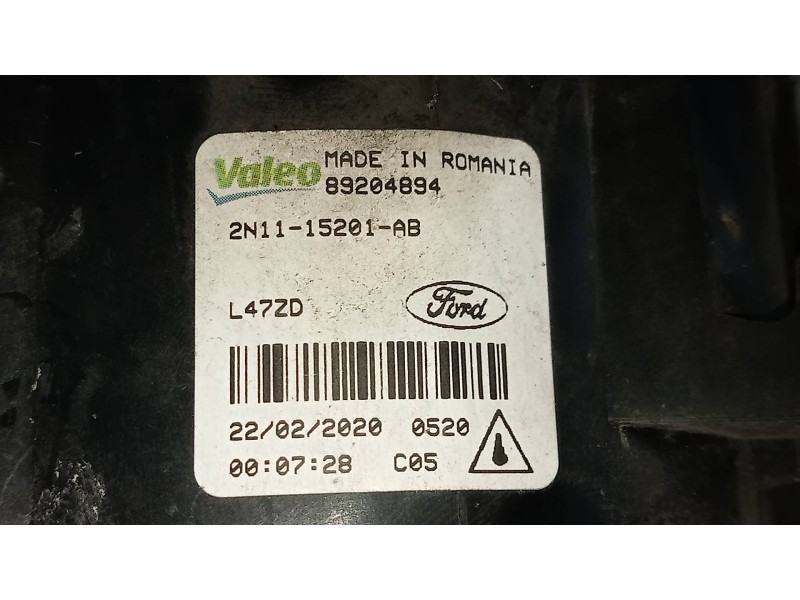 Valeo MADE IN ROMANIA
89204894
2N11-15201-AB
L47ZD Ford
22/02/2020 0520
00:07:28 C05